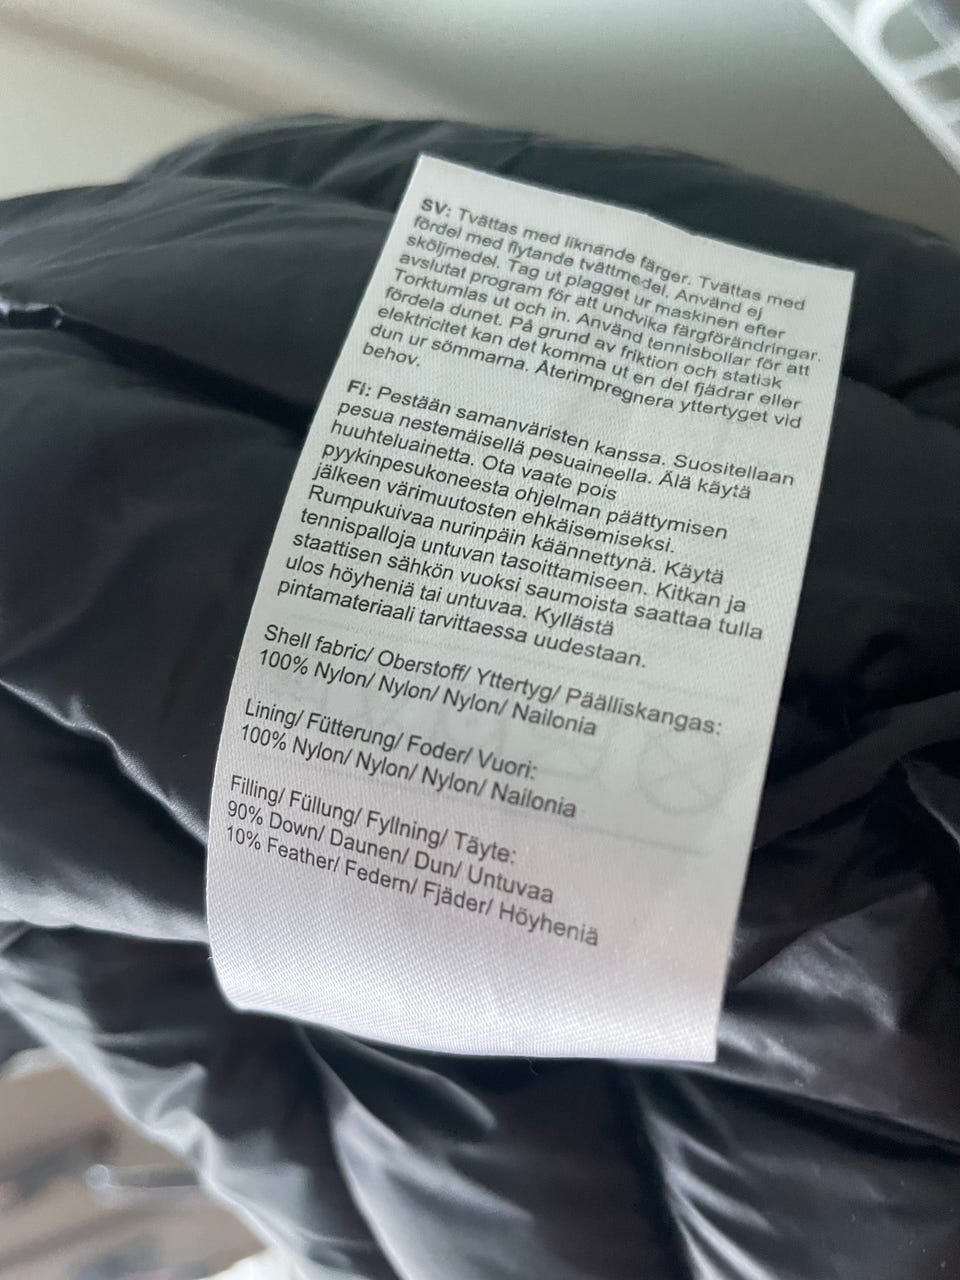 SV: Tvättas med liknande färger. Tvättas med
fördel med flytande tvättmedel. Använd ej
sköljmedel. Tag ut plagget ur maskinen efter
avslutat program för att undvika färgförändringar.
Torktumlas ut och in. Använd tennisbollar för att
fördela dunet. På grund av friktion och statisk
elektricitet kan det komma ut en del fjädrar eller
dun ur sömmarna. Återimpregnera yttertyget vid
behov.
FI: Pestään samanväristen kanssa. Suositellaan
pesua nestemäisellä pesuaineella. Älä käytä
huuhteluainetta. Ota vaate pois
pyykinpesukoneesta ohjelman päättymisen
jälkeen värimuutosten ehkäisemiseksi.
Rumpukuivaa nurinpäin käännettynä. Käytä
tennispalloja untuvan tasoittamiseen. Kitkan ja
staattisen sähkön vuoksi saumoista saattaa tulla
ulos höyheniä tai untuvaa. Kyllästä
pintamateriaali tarvittaessa uudestaan.
Shell fabric/ Oberstoff/ Yttertyg/ Päälliskangas:
100% Nylon/ Nylon/ Nylon/ Nailonia
Lining/ Fütterung/ Foder/ Vuori:
100% Nylon/ Nylon/ Nylon/ Nailonia
Filling/ Füllung/ Fyllning/ Täyte:
90% Down/ Daunen/ Dun/ Untuvaa
10% Feather/ Federn/ Fjäder/ Höyheniä